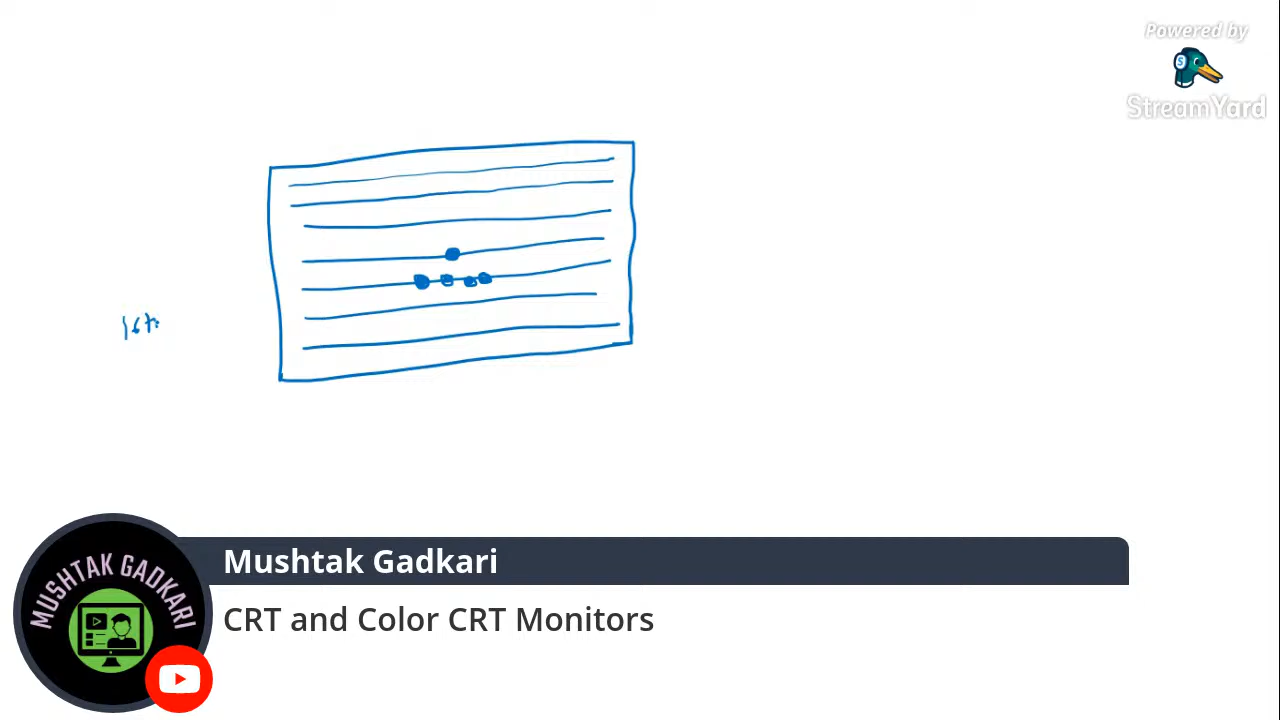 Powered by
StreamYard
Mushtak Gadkari
CRT and Color CRT Monitors
MUSHTAK GADKARI